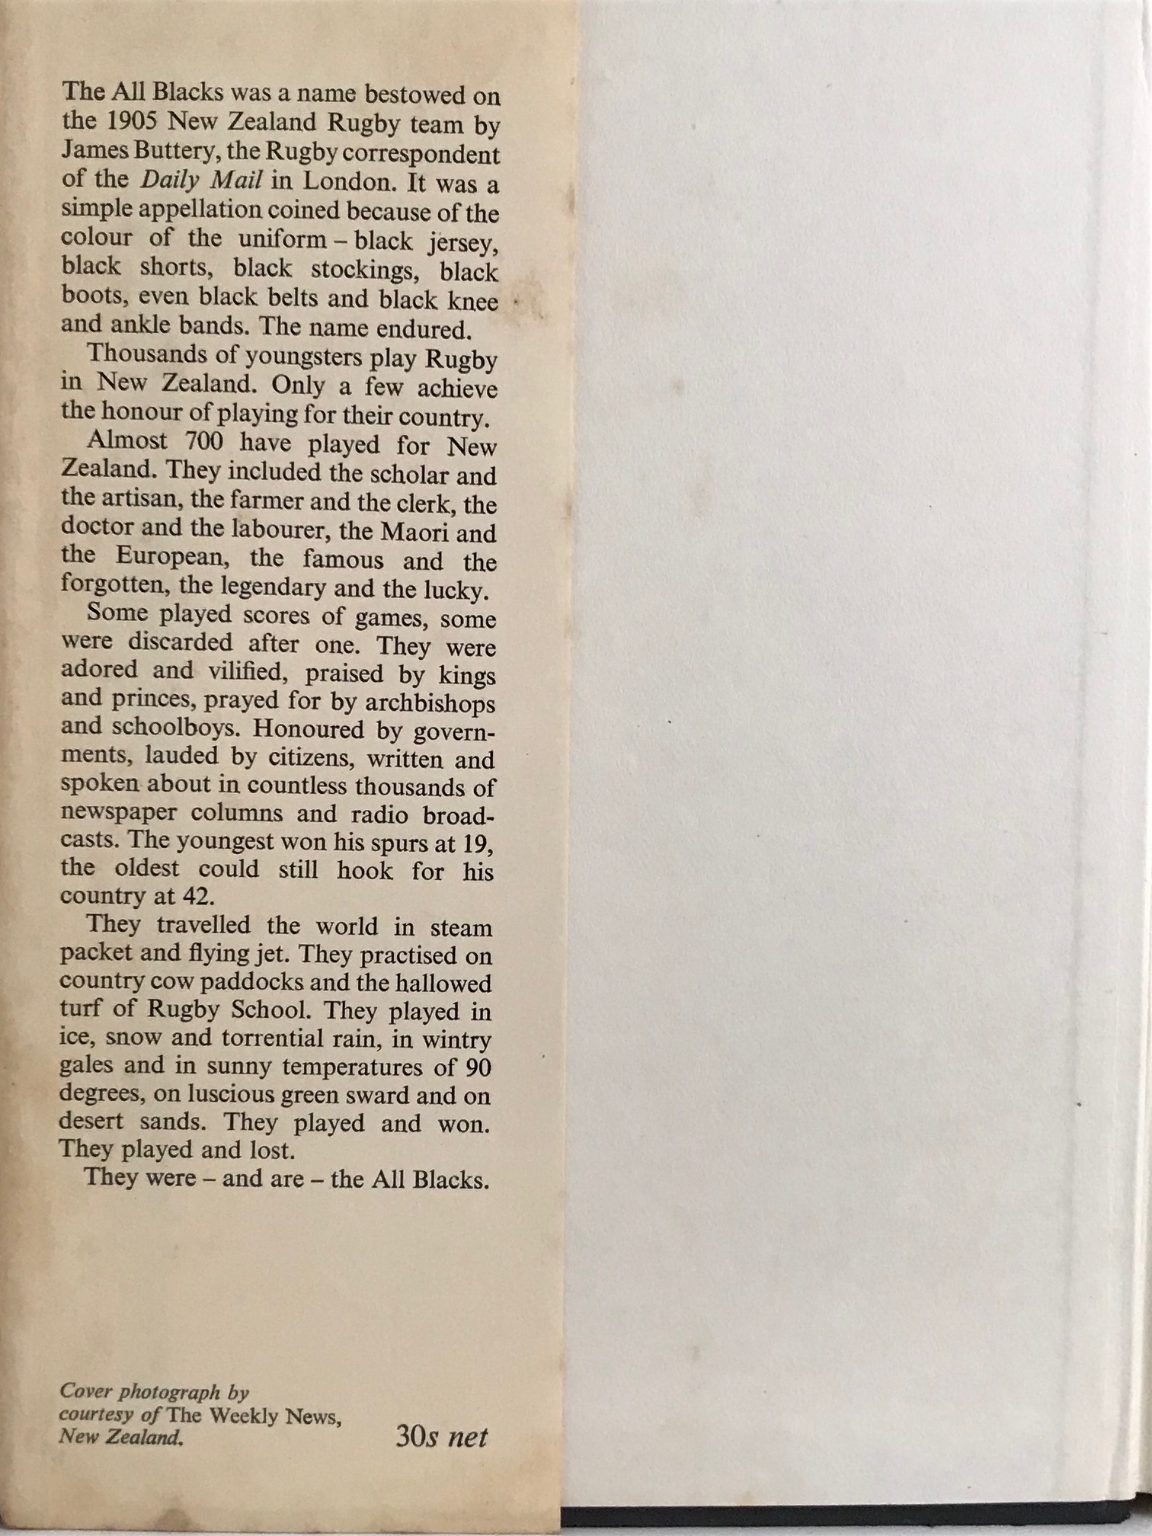 The All Blacks was a name bestowed on
the 1905 New Zealand Rugby team by
James Buttery, the Rugby correspondent
of the Daily Mail in London. It was a
simple appellation coined because of the
colour of the uniform – black jersey,
black shorts, black stockings, black
boots, even black belts and black knee
and ankle bands. The name endured.
Thousands of youngsters play Rugby
in New Zealand. Only a few achieve
the honour of playing for their country.
Almost 700 have played for New
Zealand. They included the scholar and
the artisan, the farmer and the clerk, the
doctor and the labourer, the Maori and
the European, the famous and the
forgotten, the legendary and the lucky.
Some played scores of games, some
were discarded after one. They were
adored and vilified, praised by kings
and princes, prayed for by archbishops
and schoolboys. Honoured by govern-
ments, lauded by citizens, written and
spoken about in countless thousands of
newspaper columns and radio broad-
casts. The youngest won his spurs at 19,
the oldest could still hook for his
country at 42.
They travelled the world in steam
packet and flying jet. They practised on
country cow paddocks and the hallowed
turf of Rugby School. They played in
ice, snow and torrential rain, in wintry
gales and in sunny temperatures of 90
degrees, on luscious green sward and on
desert sands. They played and won.
They played and lost.
They were – and are – the All Blacks.
Cover photograph by
courtesy of The Weekly News,
New Zealand.
30s net